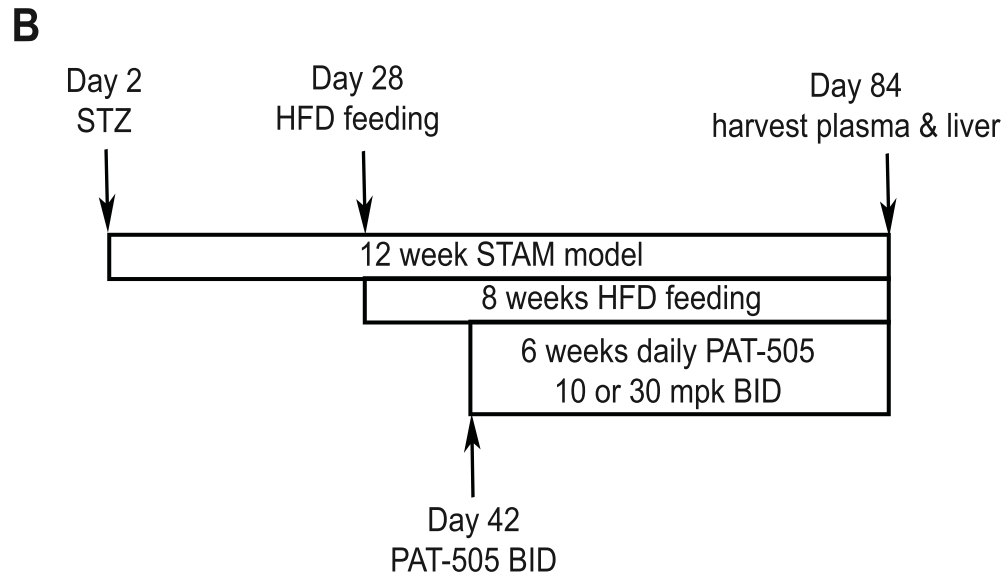 B
Day 2
STZ
Day 28
HFD feeding
Day 84
harvest plasma & liver
12 week STAM model
8 weeks HFD feeding
6 weeks daily PAT-505
10 or 30 mpk BID
Day 42
PAT-505 BID